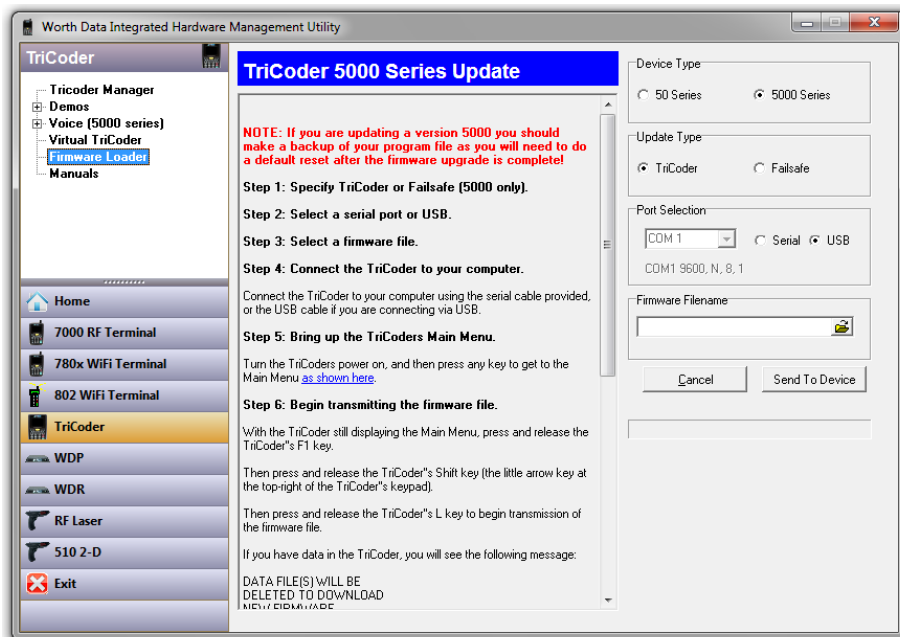 Worth Data Integrated Hardware Management Utility
TriCoder
Tricoder Manager
Demos
Voice (5000 series)
Virtual TriCoder
Firmware Loader
Manuals
Home
7000 RF Terminal
780x WiFi Terminal
802 WiFi Terminal
TriCoder
WDP
WDR
RF Laser
510 2-D
Exit
TriCoder 5000 Series Update
NOTE: If you are updating a version 5000 you should
make a backup of your program file as you will need to do
a default reset after the firmware upgrade is complete!
Step 1: Specify TriCoder or Failsafe (5000 only).
Step 2: Select a serial port or USB.
Step 3: Select a firmware file.
Step 4: Connect the TriCoder to your computer.
Connect the TriCoder to your computer using the serial cable provided,
or the USB cable if you are connecting via USB.
Step 5: Bring up the TriCoders Main Menu.
Turn the TriCoders power on, and then press any key to get to the
Main Menu as shown here.
Step 6: Begin transmitting the firmware file.
With the TriCoder still displaying the Main Menu, press and release the
TriCoder"s F1 key.
Then press and release the TriCoder"s Shift key (the little arrow key at
the top-right of the TriCoder"s keypad).
Then press and release the TriCoder"s L key to begin transmission of
the firmware file.
If you have data in the TriCoder, you will see the following message:
DATA FILE(S) WILL BE
DELETED TO DOWNLOAD
NEW FIRMWARE
Device Type
50 Series
5000 Series
Update Type
TriCoder
Failsafe
Port Selection
COM 1
Serial
USB
COM1 9600, N, 8, 1
Firmware Filename
Cancel
Send To Device